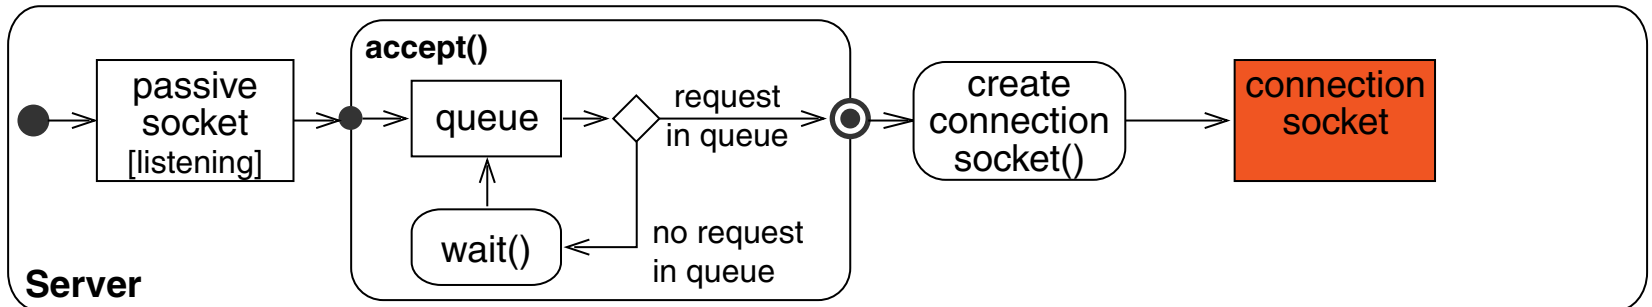 accept()
passive
socket
[listening]
queue
request
in queue
create
connection
socket()
connection
socket
wait()
no request
in queue
Server